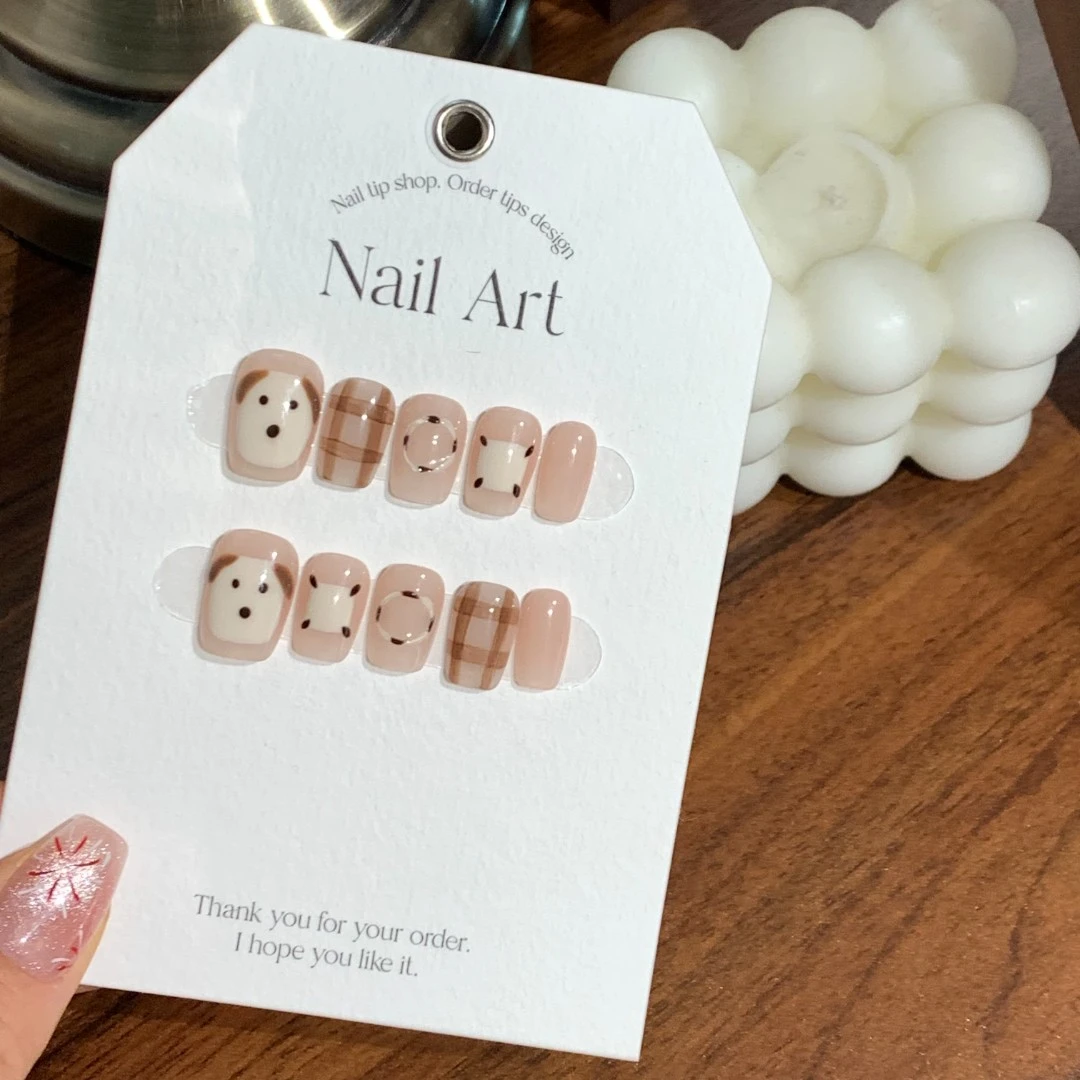 Nail tip shop. Order tips design
Nail Art
Thank you for your order.
I hope you like it.